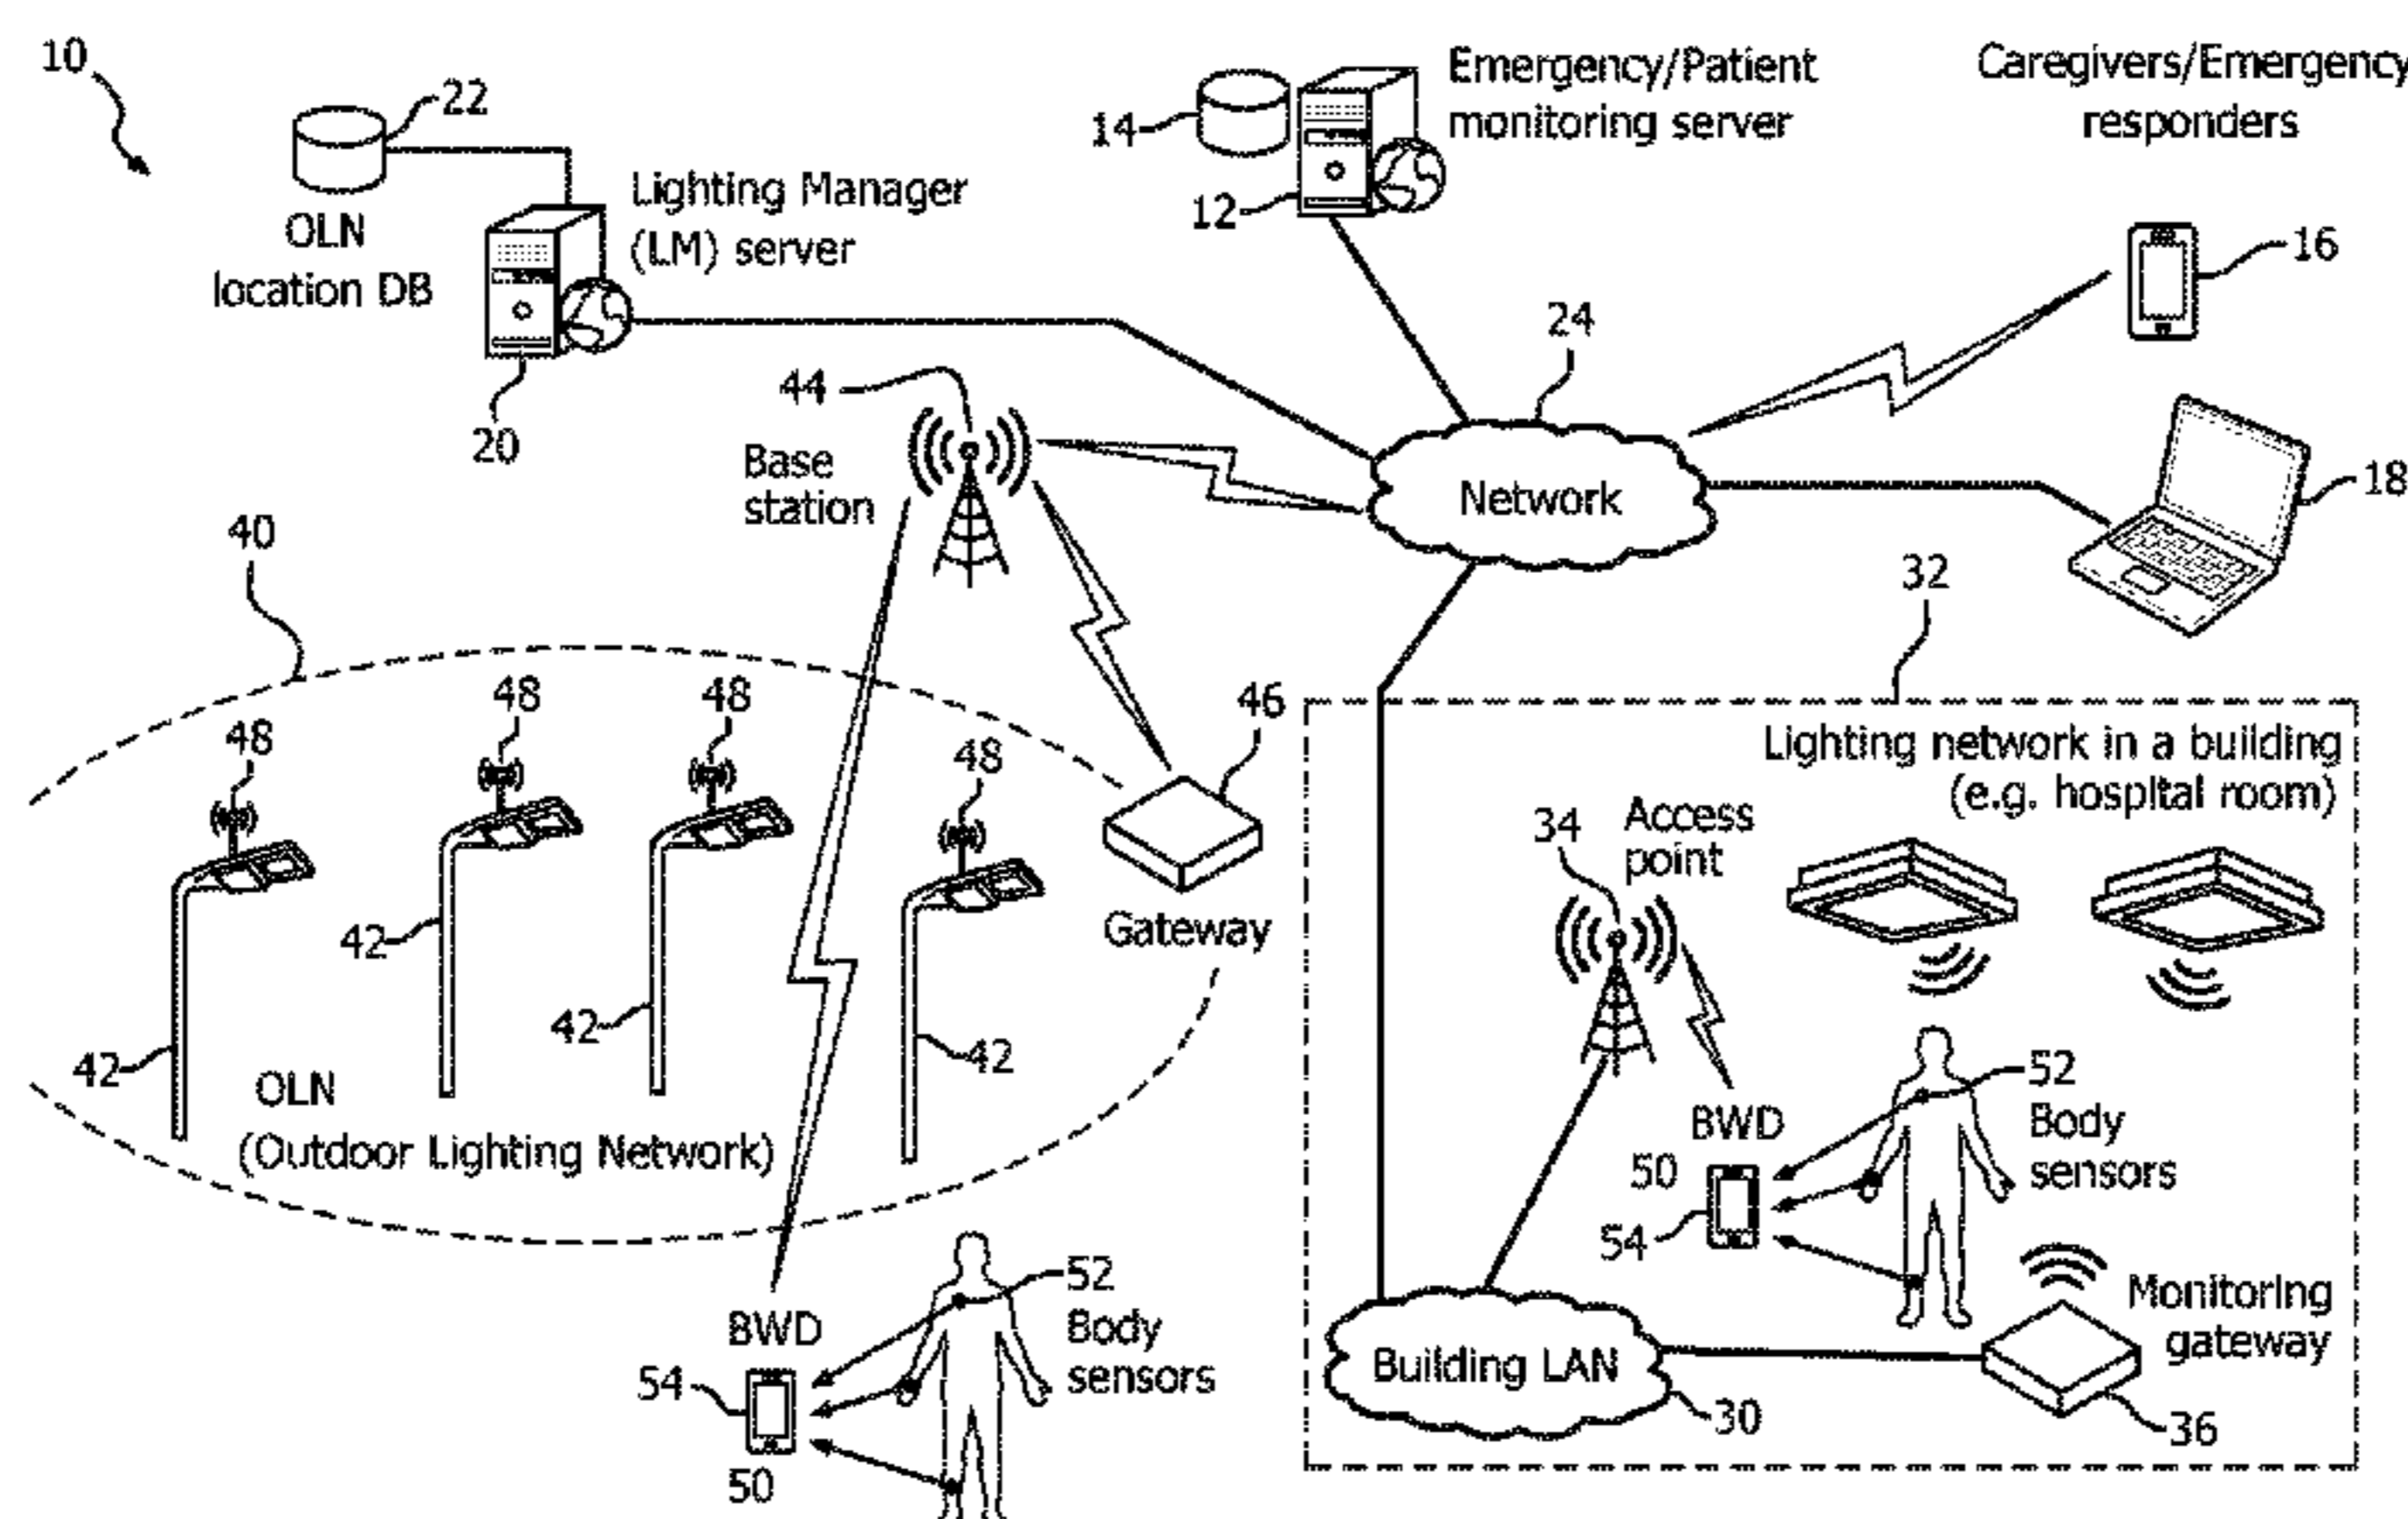 10
22
OLN
location DB
Lighting Manager
(LM) server
20
14
12
Emergency/Patient
monitoring server
Caregivers/Emergency
responders
16
24
Network
18
44
Base
station
40
48
48
48
48
42
42
42
42
OLN
(Outdoor Lighting Network)
46
Gateway
32
Lighting network in a building
(e.g. hospital room)
34
Access
point
BWD
50
54
52
Body
sensors
Monitoring
gateway
36
Building LAN
30
BWD
54
50
52
Body
sensors